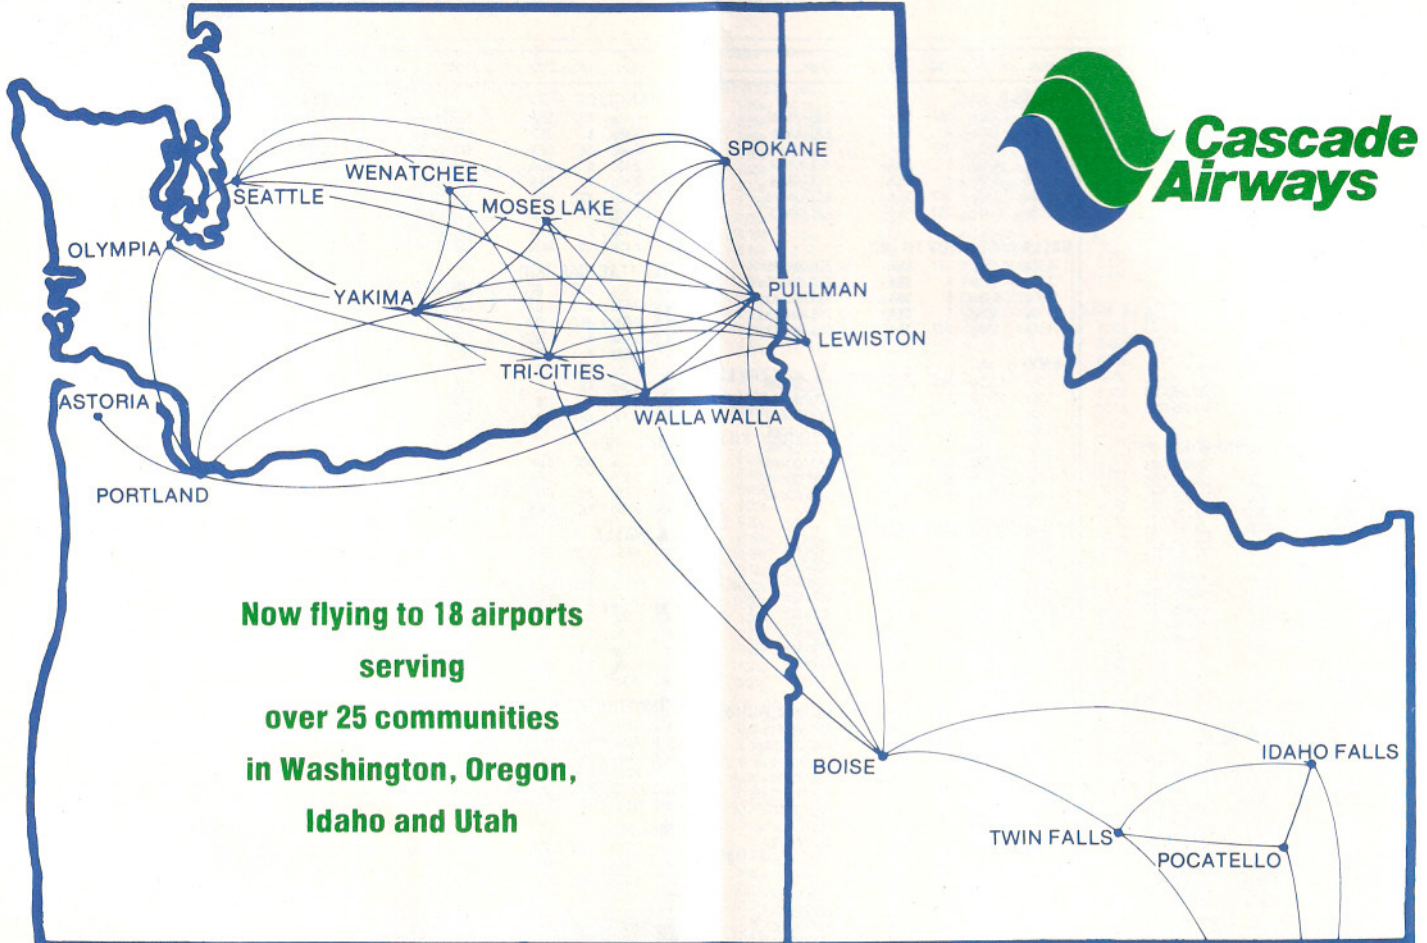 Cascade
Airways
SPOKANE
WENATCHEE
SEATTLE
MOSES LAKE
OLYMPIA
YAKIMA
PULLMAN
LEWISTON
TRI-CITIES
ASTORIA
WALLA WALLA
PORTLAND
Now flying to 18 airports
serving
over 25 communities
in Washington, Oregon,
Idaho and Utah
BOISE
IDAHO FALLS
TWIN FALLS
POCATELLO